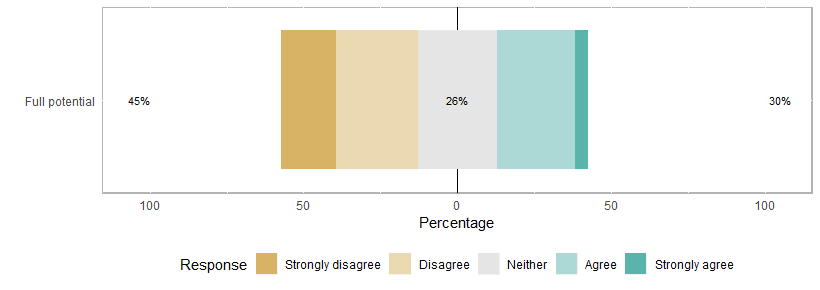 Full potential 45% 26% 30%
100 50 0 50 100
Percentage
Response Strongly disagree Disagree Neither Agree Strongly agree